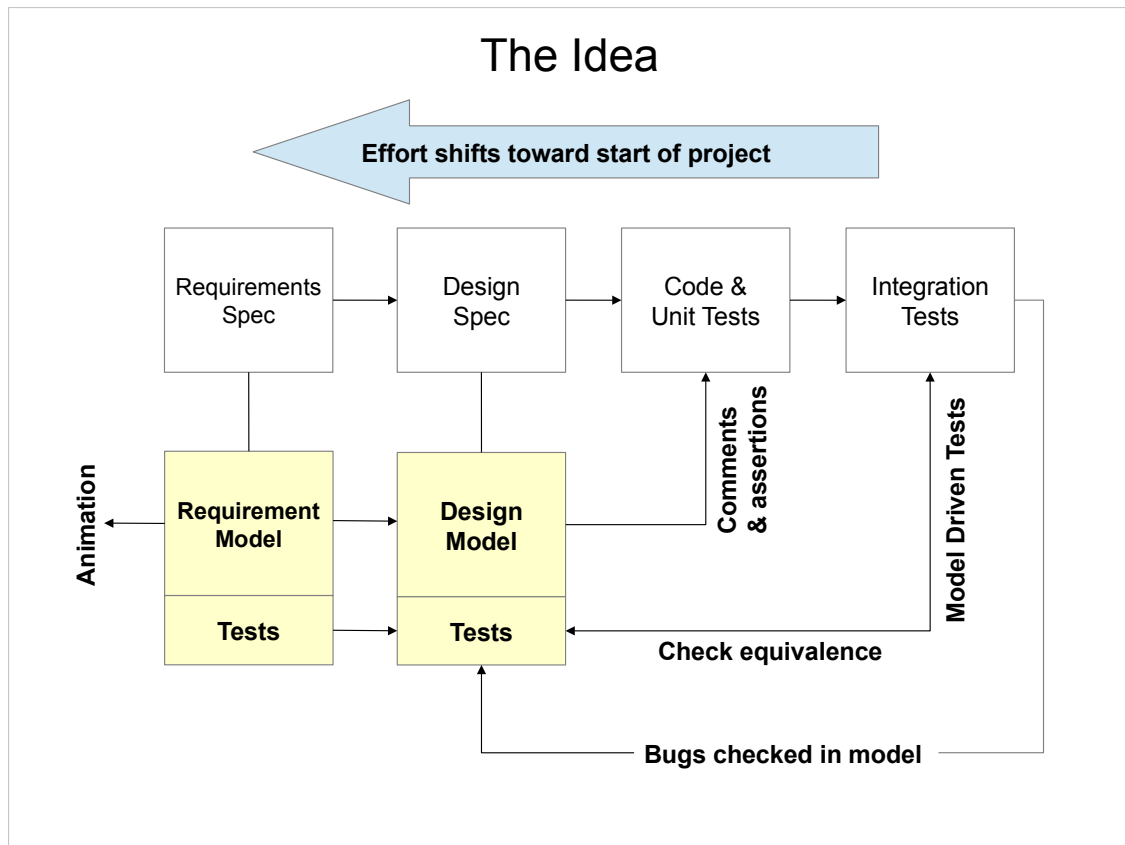 The Idea
Effort shifts toward start of project
Requirements
Spec
Design
Spec
Code &
Unit Tests
Integration
Tests
Animation
Requirement
Model
Design
Model
Comments
& assertions
Model Driven Tests
Tests
Tests
Check equivalence
Bugs checked in model